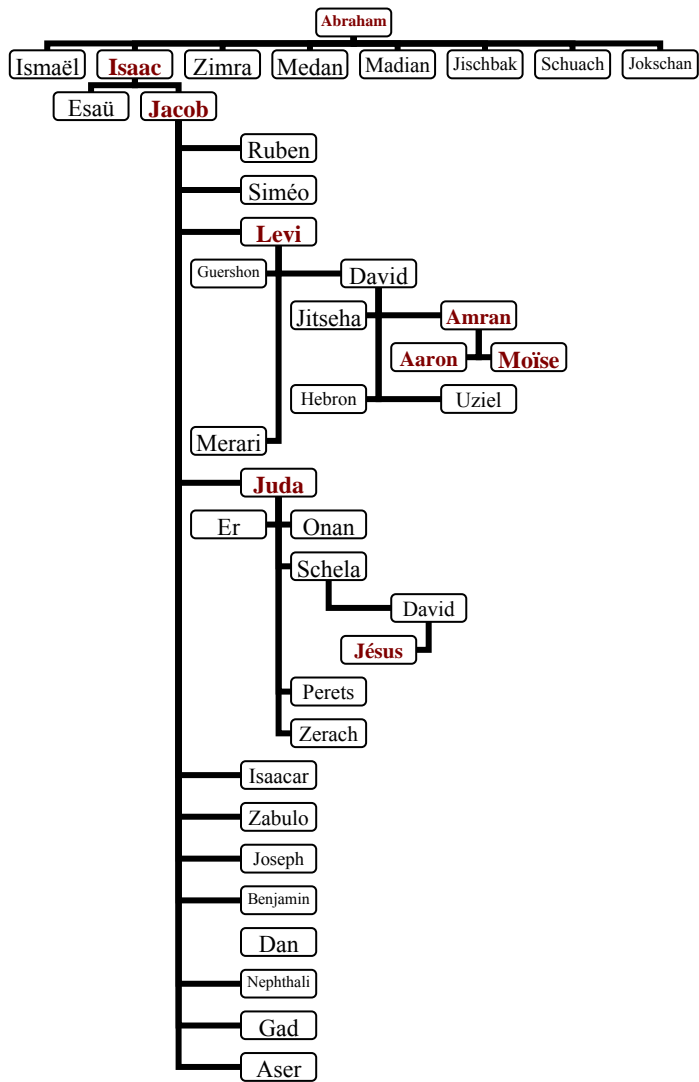 Abraham
Ismaël Isaac Zimra Medan Madian Jischbak Schuach Jokschan
Esaü Jacob
Ruben
Siméo
Levi
Guershon David
Jitseha Amran
Aaron Moïse
Hebron Uziel
Merari
Juda
Er Onan
Schela
David
Jésus
Perets
Zerach
Isaacar
Zabulo
Joseph
Benjamin
Dan
Nephthali
Gad
Aser